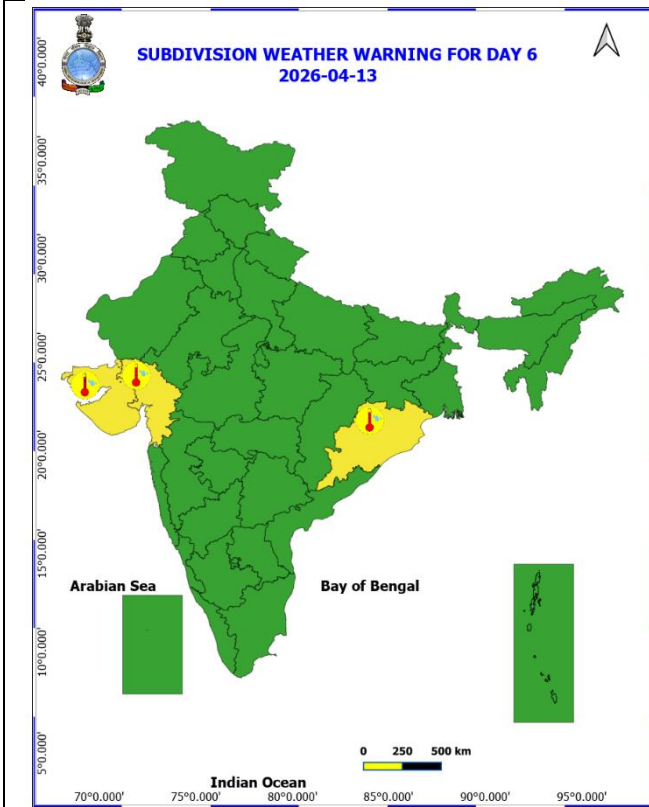 SUBDIVISION WEATHER WARNING FOR DAY 6
2026-04-13
40°0.000'
35°0.000'
30°0.000'
25°0.000'
20°0.000'
15°0.000'
10°0.000'
5°0.000'
Arabian Sea
Bay of Bengal
0 250 500 km
Indian Ocean
70°0.000' 75°0.000' 80°0.000' 85°0.000' 90°0.000' 95°0.000'